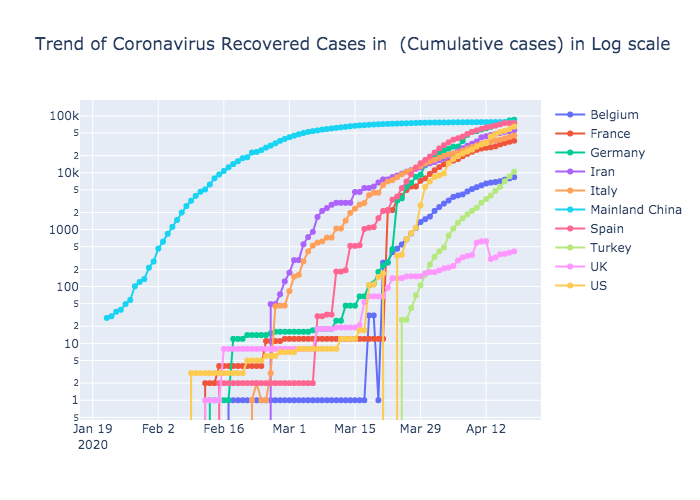 Trend of Coronavirus Recovered Cases in  (Cumulative cases) in Log scale
100k
5
2
10k
5
2
1000
5
2
100
5
2
10
5
2
1
5
Jan 19
2020
Feb 2
Feb 16
Mar 1
Mar 15
Mar 29
Apr 12
Belgium
France
Germany
Iran
Italy
Mainland China
Spain
Turkey
UK
US